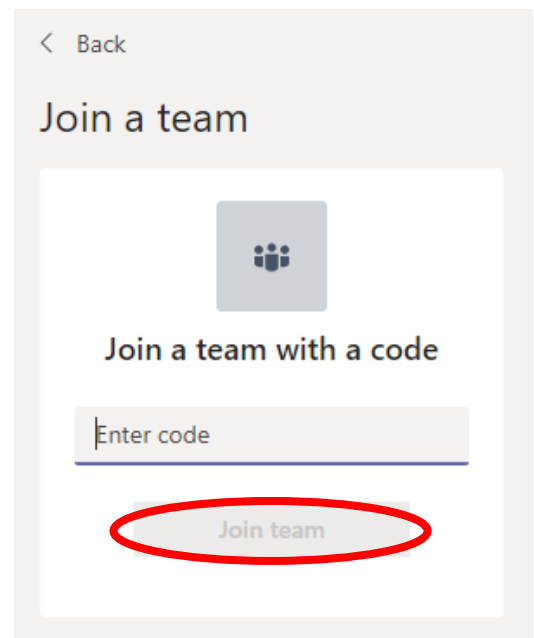 Back
Join a team
Join a team with a code
Enter code
Join team